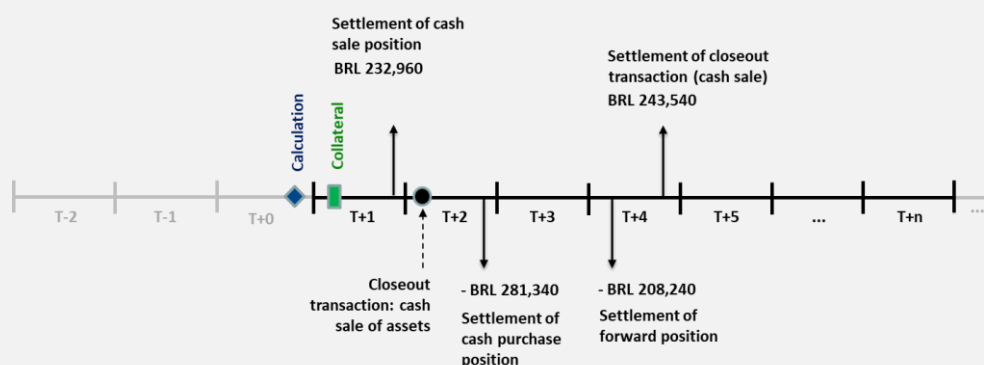 Settlement of cash
sale position
BRL 232,960
Settlement of closeout
transaction (cash sale)
BRL 243,540
Calculation
Collateral
T-2
T-1
T+0
T+1
T+2
T+3
T+4
T+5
...
T+n
...
Closeout
transaction: cash
sale of assets
- BRL 281,340
Settlement of
cash purchase
position
- BRL 208,240
Settlement of
forward position